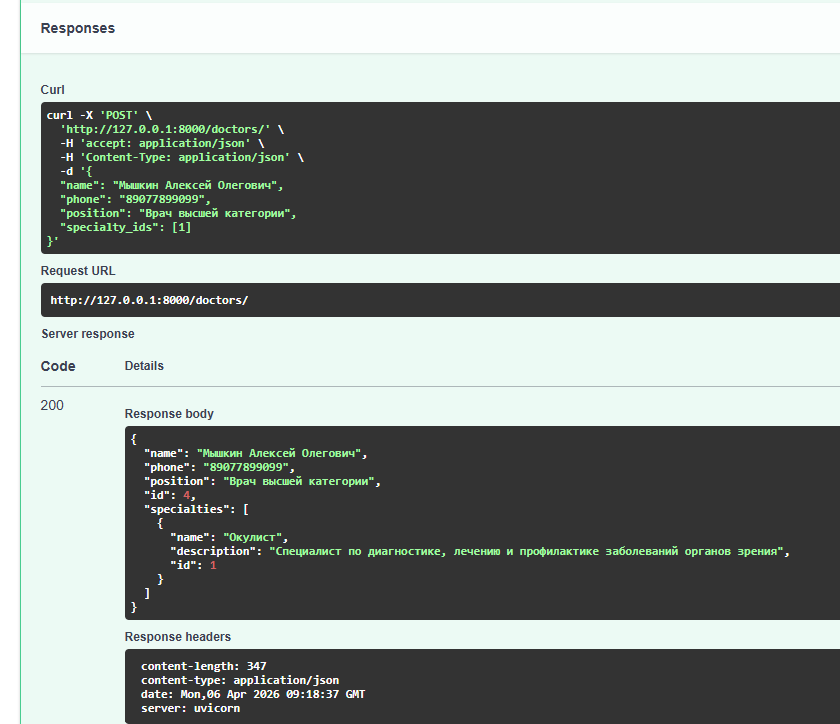 Responses
Curl
curl -X 'POST' \
  'http://127.0.0.1:8000/doctors/' \
  -H 'accept: application/json' \
  -H 'Content-Type: application/json' \
  -d '{
  "name": "Мышкин Алексей Олегович",
  "phone": "89077899099",
  "position": "Врач высшей категории",
  "specialty_ids": [1]
}'
Request URL
http://127.0.0.1:8000/doctors/
Server response
Code Details
200
Response body
{
  "name": "Мышкин Алексей Олегович",
  "phone": "89077899099",
  "position": "Врач высшей категории",
  "id": 4,
  "specialties": [
    {
      "name": "Окулист",
      "description": "Специалист по диагностике, лечению и профилактике заболеваний органов зрения",
      "id": 1
    }
  ]
}
Response headers
content-length: 347
content-type: application/json
date: Mon,06 Apr 2026 09:18:37 GMT
server: uvicorn